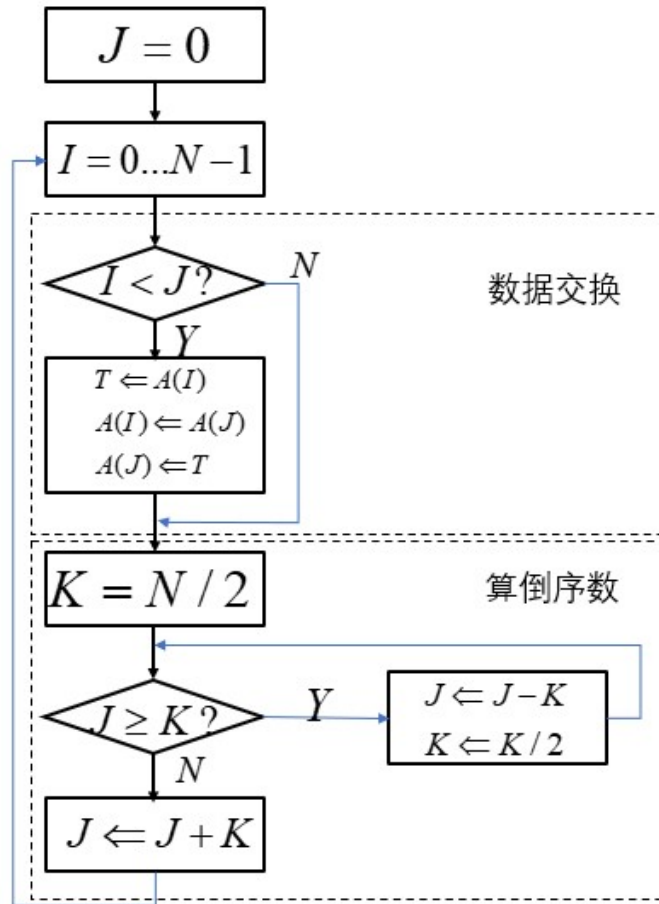 J = 0
I = 0...N − 1
I < J?
N
数据交换
Y
T ⇐ A(I)
A(I) ⇐ A(J)
A(J) ⇐ T
K = N / 2
算倒序数
J ≥ K?
Y
J ⇐ J − K
K ⇐ K / 2
N
J ⇐ J + K